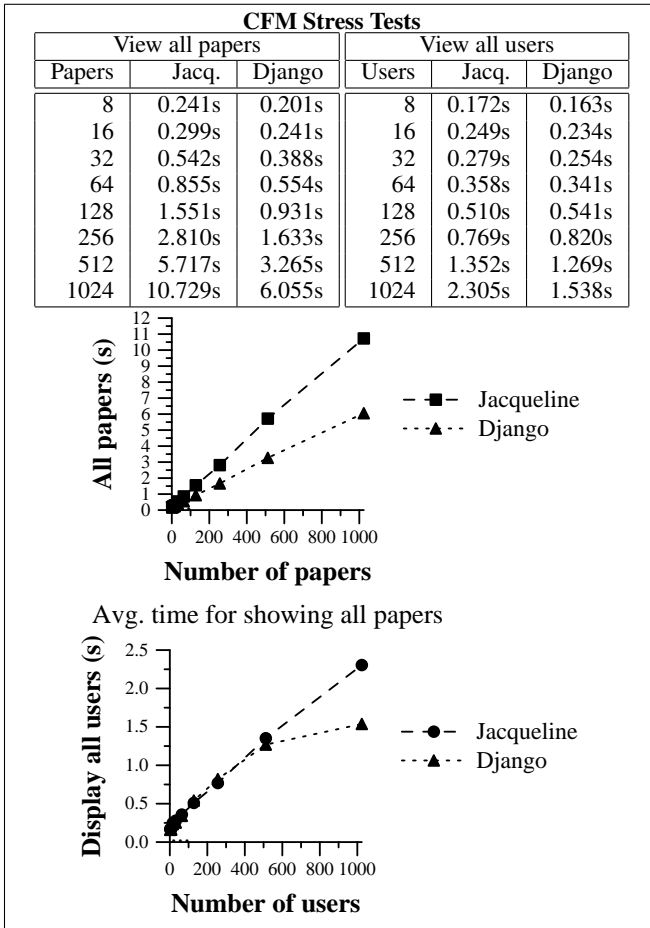 CFM Stress Tests
View all papers View all users
Papers Jacq. Django Users Jacq. Django
8 0.241s 0.201s 8 0.172s 0.163s
16 0.299s 0.241s 16 0.249s 0.234s
32 0.542s 0.388s 32 0.279s 0.254s
64 0.855s 0.554s 64 0.358s 0.341s
128 1.551s 0.931s 128 0.510s 0.541s
256 2.810s 1.633s 256 0.769s 0.820s
512 5.717s 3.265s 512 1.352s 1.269s
1024 10.729s 6.055s 1024 2.305s 1.538s
All papers (s)
12
11
10
9
8
7
6
5
4
3
2
1
0
0 200 400 600 800 1000
Number of papers
Jacqueline
Django
Avg. time for showing all papers
Display all users (s)
2.5
2.0
1.5
1.0
0.5
0.0
0 200 400 600 800 1000
Number of users
Jacqueline
Django